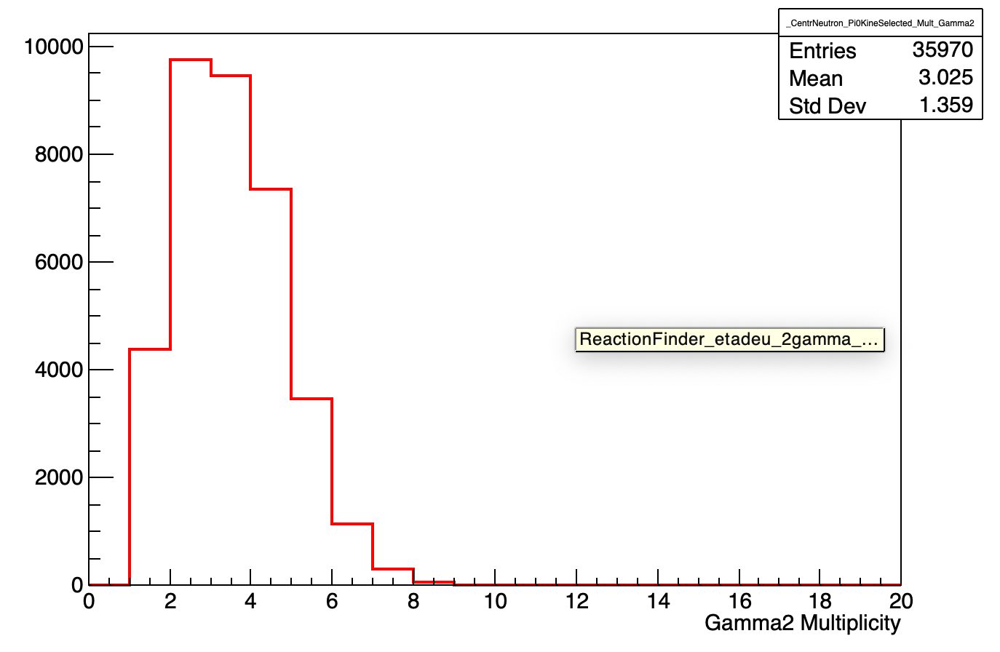 _CentrNeutron_Pi0KineSelected_Mult_Gamma2
Entries 35970
Mean 3.025
Std Dev 1.359
10000
8000
6000
4000
2000
0
ReactionFinder_etadeu_2gamma_...
0 2 4 6 8 10 12 14 16 18 20
Gamma2 Multiplicity